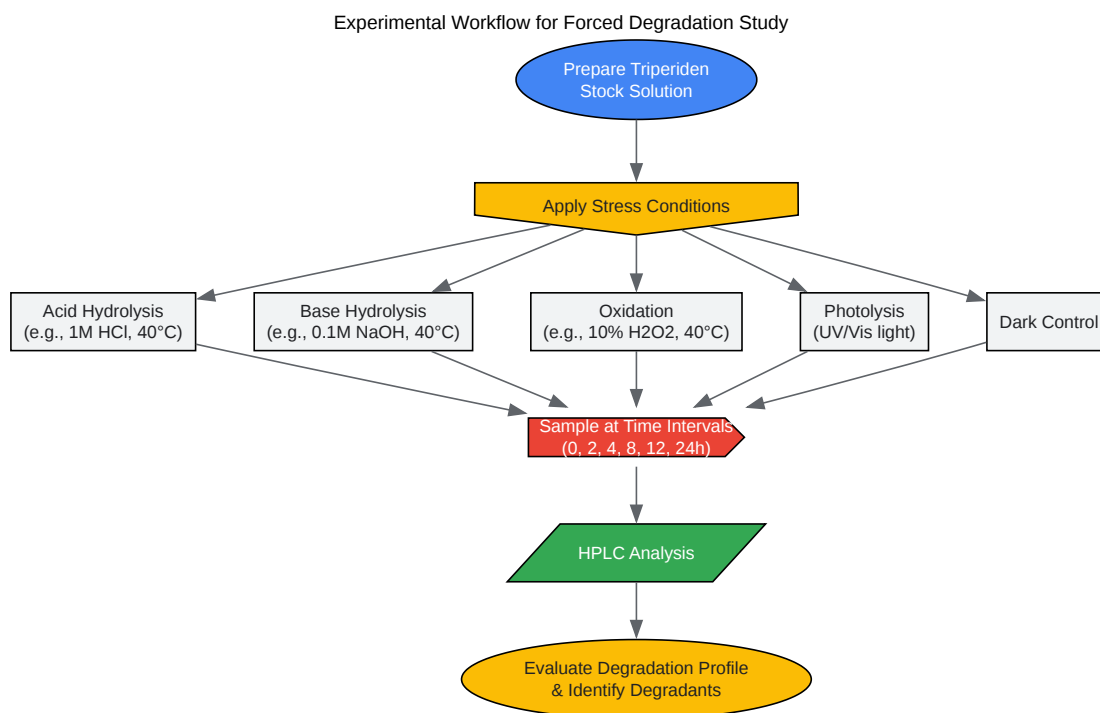 Experimental Workflow for Forced Degradation Study
Prepare Triperiden
Stock Solution
Apply Stress Conditions
Acid Hydrolysis
(e.g., 1M HCl, 40°C)
Base Hydrolysis
(e.g., 0.1M NaOH, 40°C)
Oxidation
(e.g., 10% H2O2, 40°C)
Photolysis
(UV/Vis light)
Dark Control
Sample at Time Intervals
(0, 2, 4, 8, 12, 24h)
HPLC Analysis
Evaluate Degradation Profile
& Identify Degradants